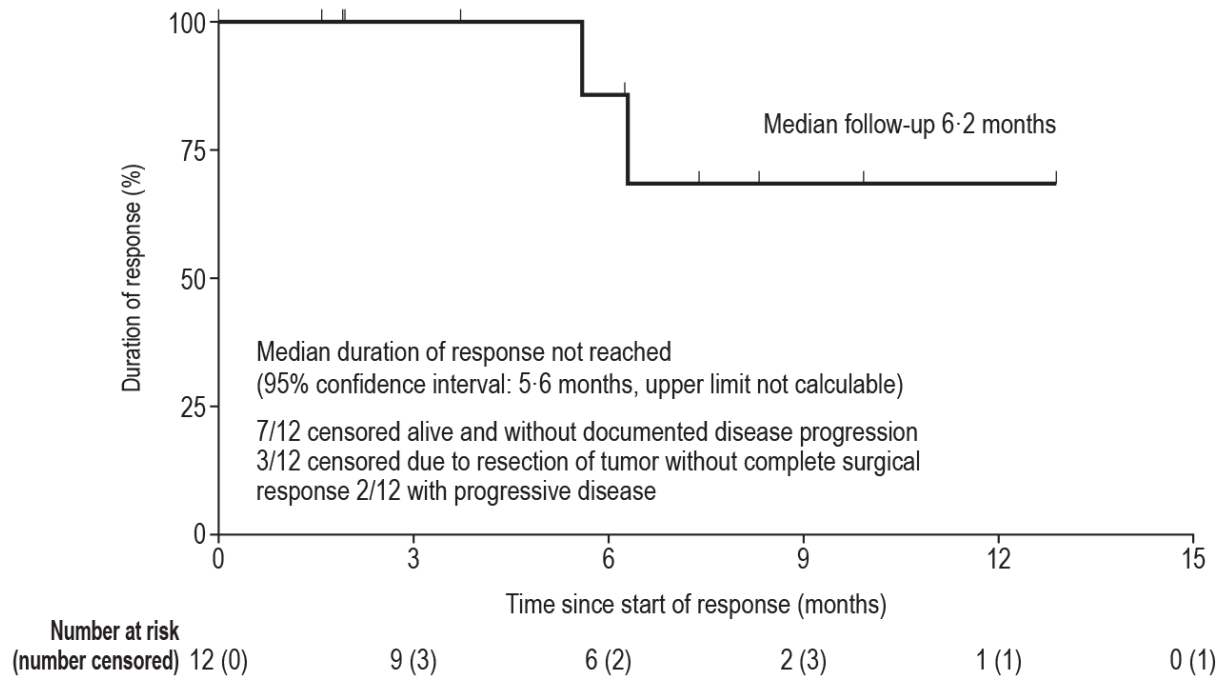 100
75
50
25
0
Duration of response (%)
Median follow-up 6·2 months
Median duration of response not reached
(95% confidence interval: 5·6 months, upper limit not calculable)
7/12 censored alive and without documented disease progression
3/12 censored due to resection of tumor without complete surgical
response 2/12 with progressive disease
0 3 6 9 12 15
Time since start of response (months)
Number at risk
(number censored) 12 (0) 9 (3) 6 (2) 2 (3) 1 (1) 0 (1)